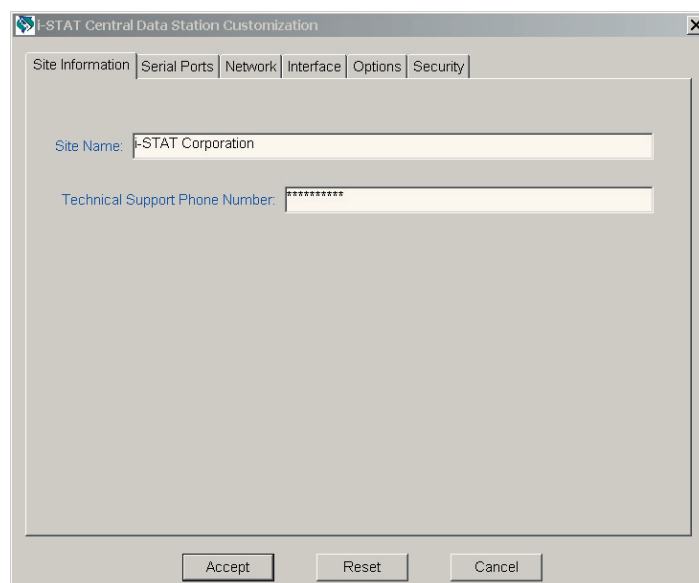 i-STAT Central Data Station Customization
Site Information Serial Ports Network Interface Options Security
Site Name: i-STAT Corporation
Technical Support Phone Number: **********
Accept Reset Cancel